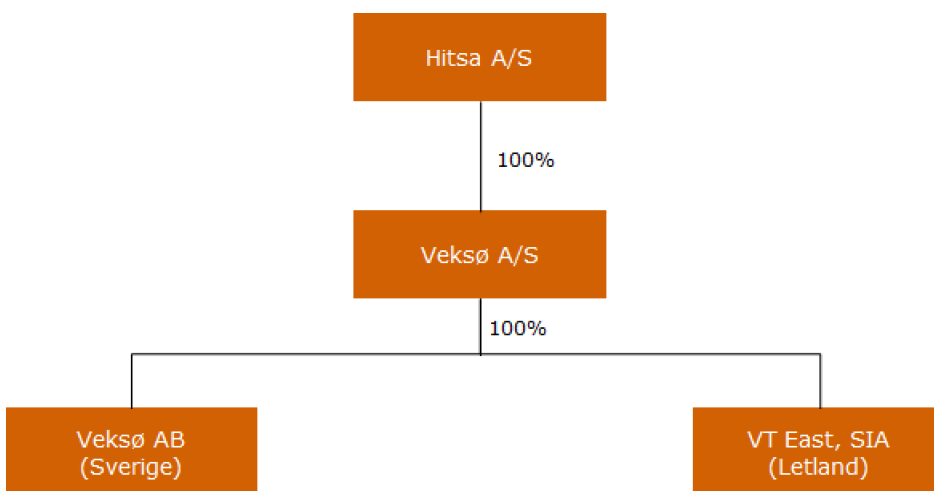 Hitsa A/S
100%
Veksø A/S
100%
Veksø AB
(Sverige)
VT East, SIA
(Letland)